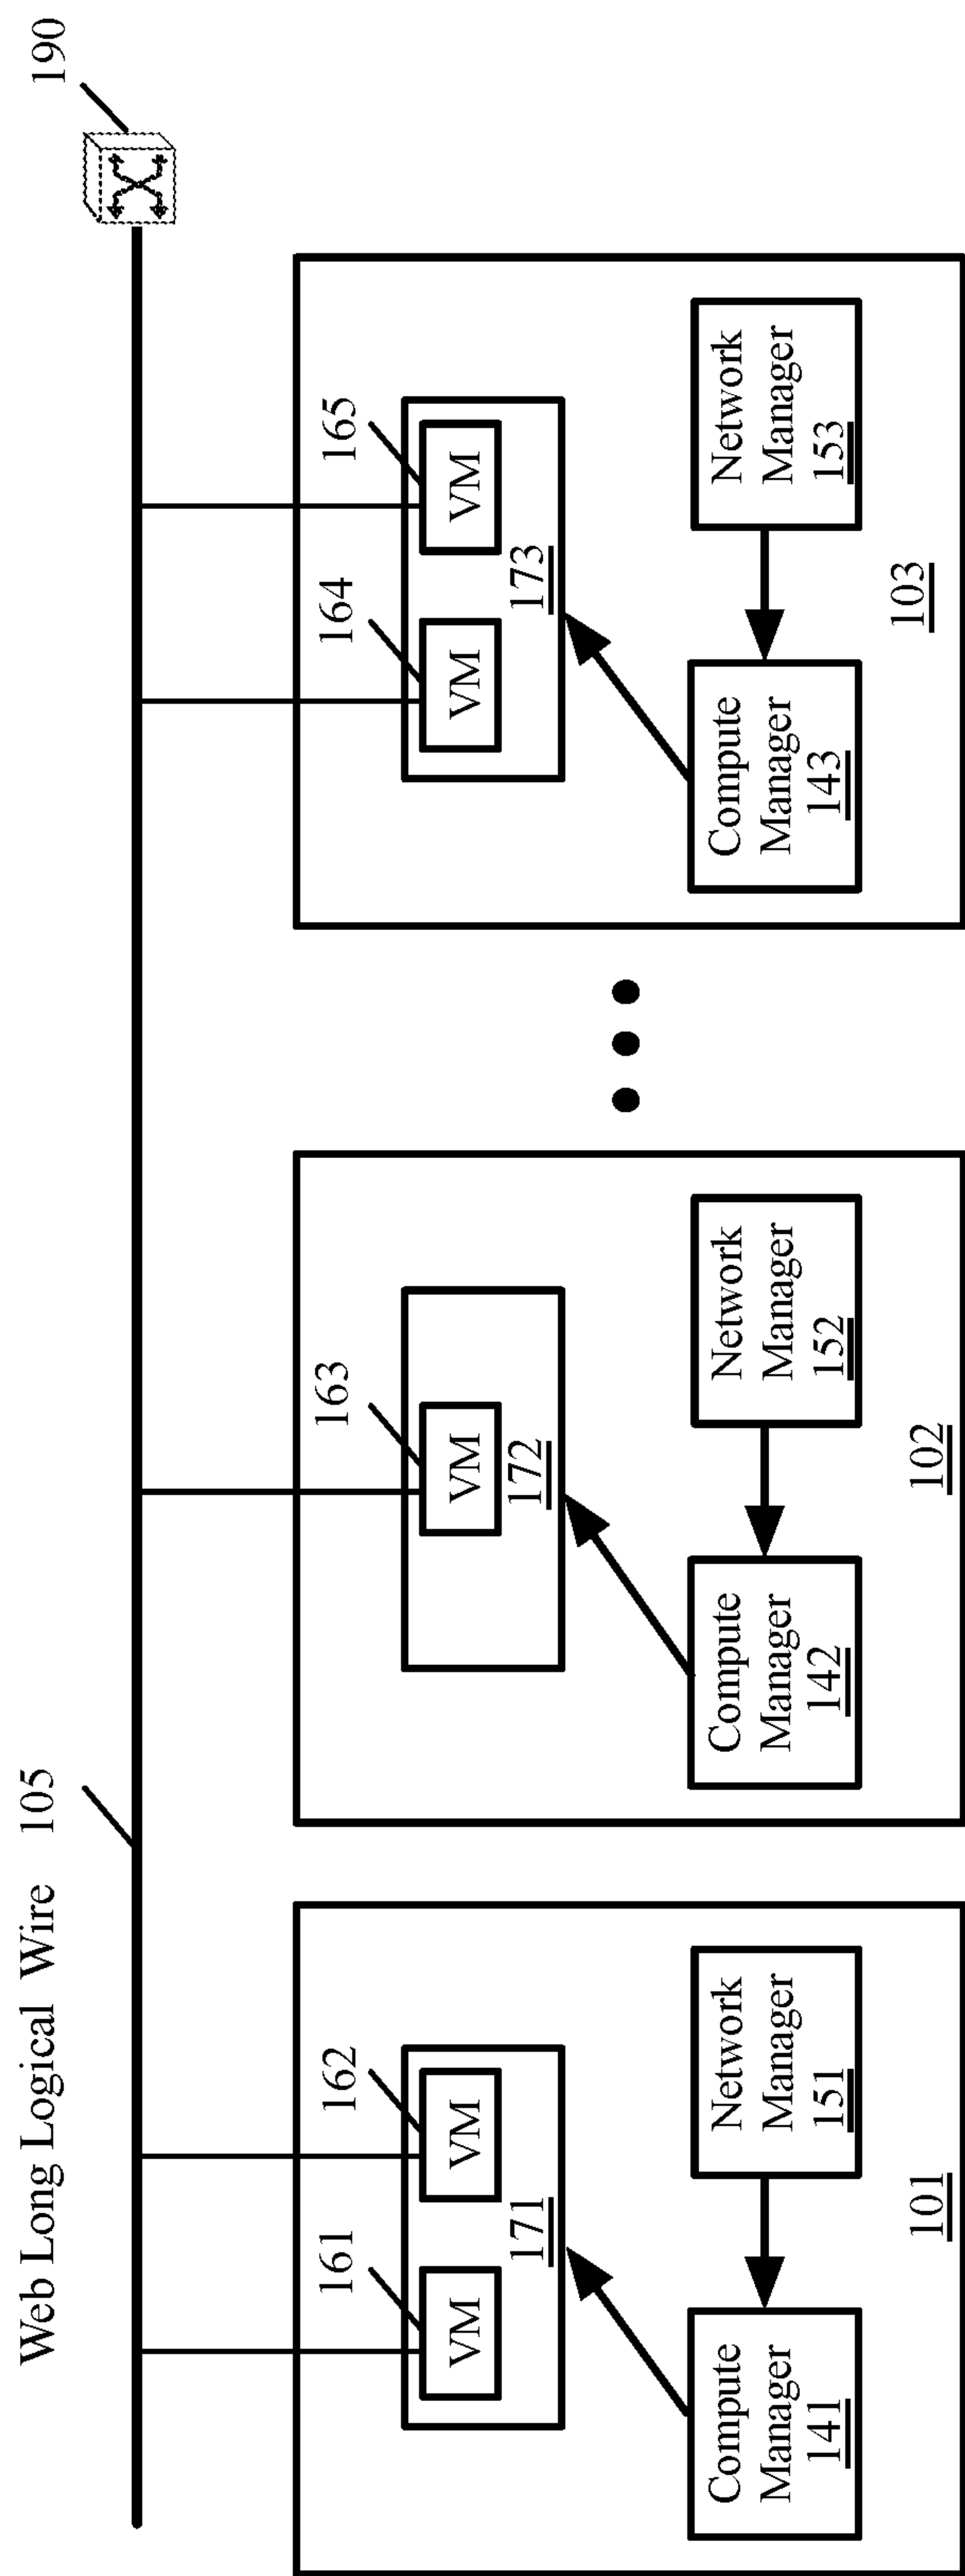 Web Long Logical Wire 105
190
161
162
VM
VM
171
Compute
Manager
141
Network
Manager
151
101
163
VM
172
Compute
Manager
142
Network
Manager
152
102
164
165
VM
VM
173
Compute
Manager
143
Network
Manager
153
103